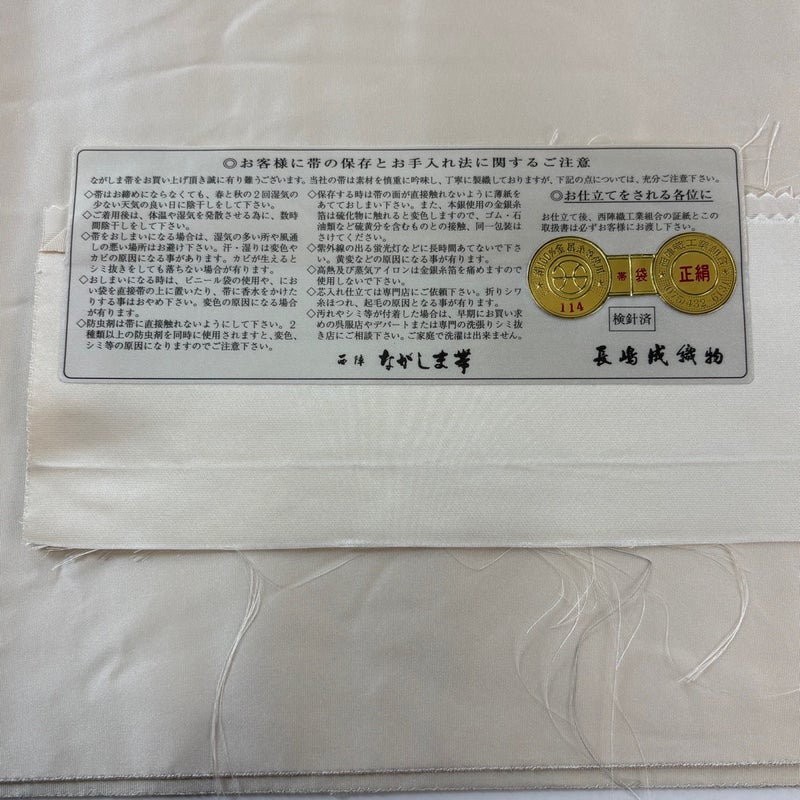 ◎お客様に帯の保存とお手入れ法に関するご注意
ながしま帯をお買い上げ頂き誠に有り難うございます。当社の帯は素材を慎重に吟味し、丁寧に製織しておりますが、下記の点については、充分ご注意下さい。
◇帯はお締めにならなくても、春と秋の2回湿気の
少ない天気の良い日に陰干しをして下さい。
◇ご着用後は、体温や湿気を発散させる為に、数時
間陰干しをして下さい。
◇帯をおしまいになる場合は、湿気の多い所や風通
しの悪い場所はお避け下さい。汗・湿りは変色や
カビの原因になる事があります。カビが生えると
シミ抜きをしても落ちない場合が有ります。
◇おしまいになる時は、ビニール袋の使用や、にお
い袋を直接帯の上に置いたり、帯に香水をかけた
りする事はおやめ下さい。変色の原因になる場合
が有ります。
◇防虫剤は帯に直接触れないようにして下さい。2
種類以上の防虫剤を同時に使用されますと、変色、
シミ等の原因になりますのでご注意下さい。
◇保存する時は帯の面が直接触れないように薄紙を
あてておしまい下さい。また、本銀使用の金銀糸
箔は硫化物に触れると変色しますので、ゴム・石
油類など硫黄分を含むものとの接触、同一包装は
さけてください。
◇紫外線の出る蛍光灯などに長時間あてないで下さ
い。黄変などの原因になる事が有ります。
◇高熱及び蒸気アイロンは金銀糸箔を痛めますので
使用しないで下さい。
◇芯入れ仕立ては専門店にご依頼下さい。折りシワ
糸ほつれ、起毛の原因となる事が有ります。
◇汚れやシミ等が付着した場合は、早期にお買い求
めの呉服店やデパートまたは専門の洗張りシミ抜
き店にご相談下さい。ご家庭で洗濯は出来ません。
◎お仕立てをされる各位に
お仕立て後、西陣織工業組合の証紙とこの
取扱書は必ずお客様にお渡し下さい。
114
帯 袋
正絹
検針済
西陣 ながしま帯
長嶋成織物